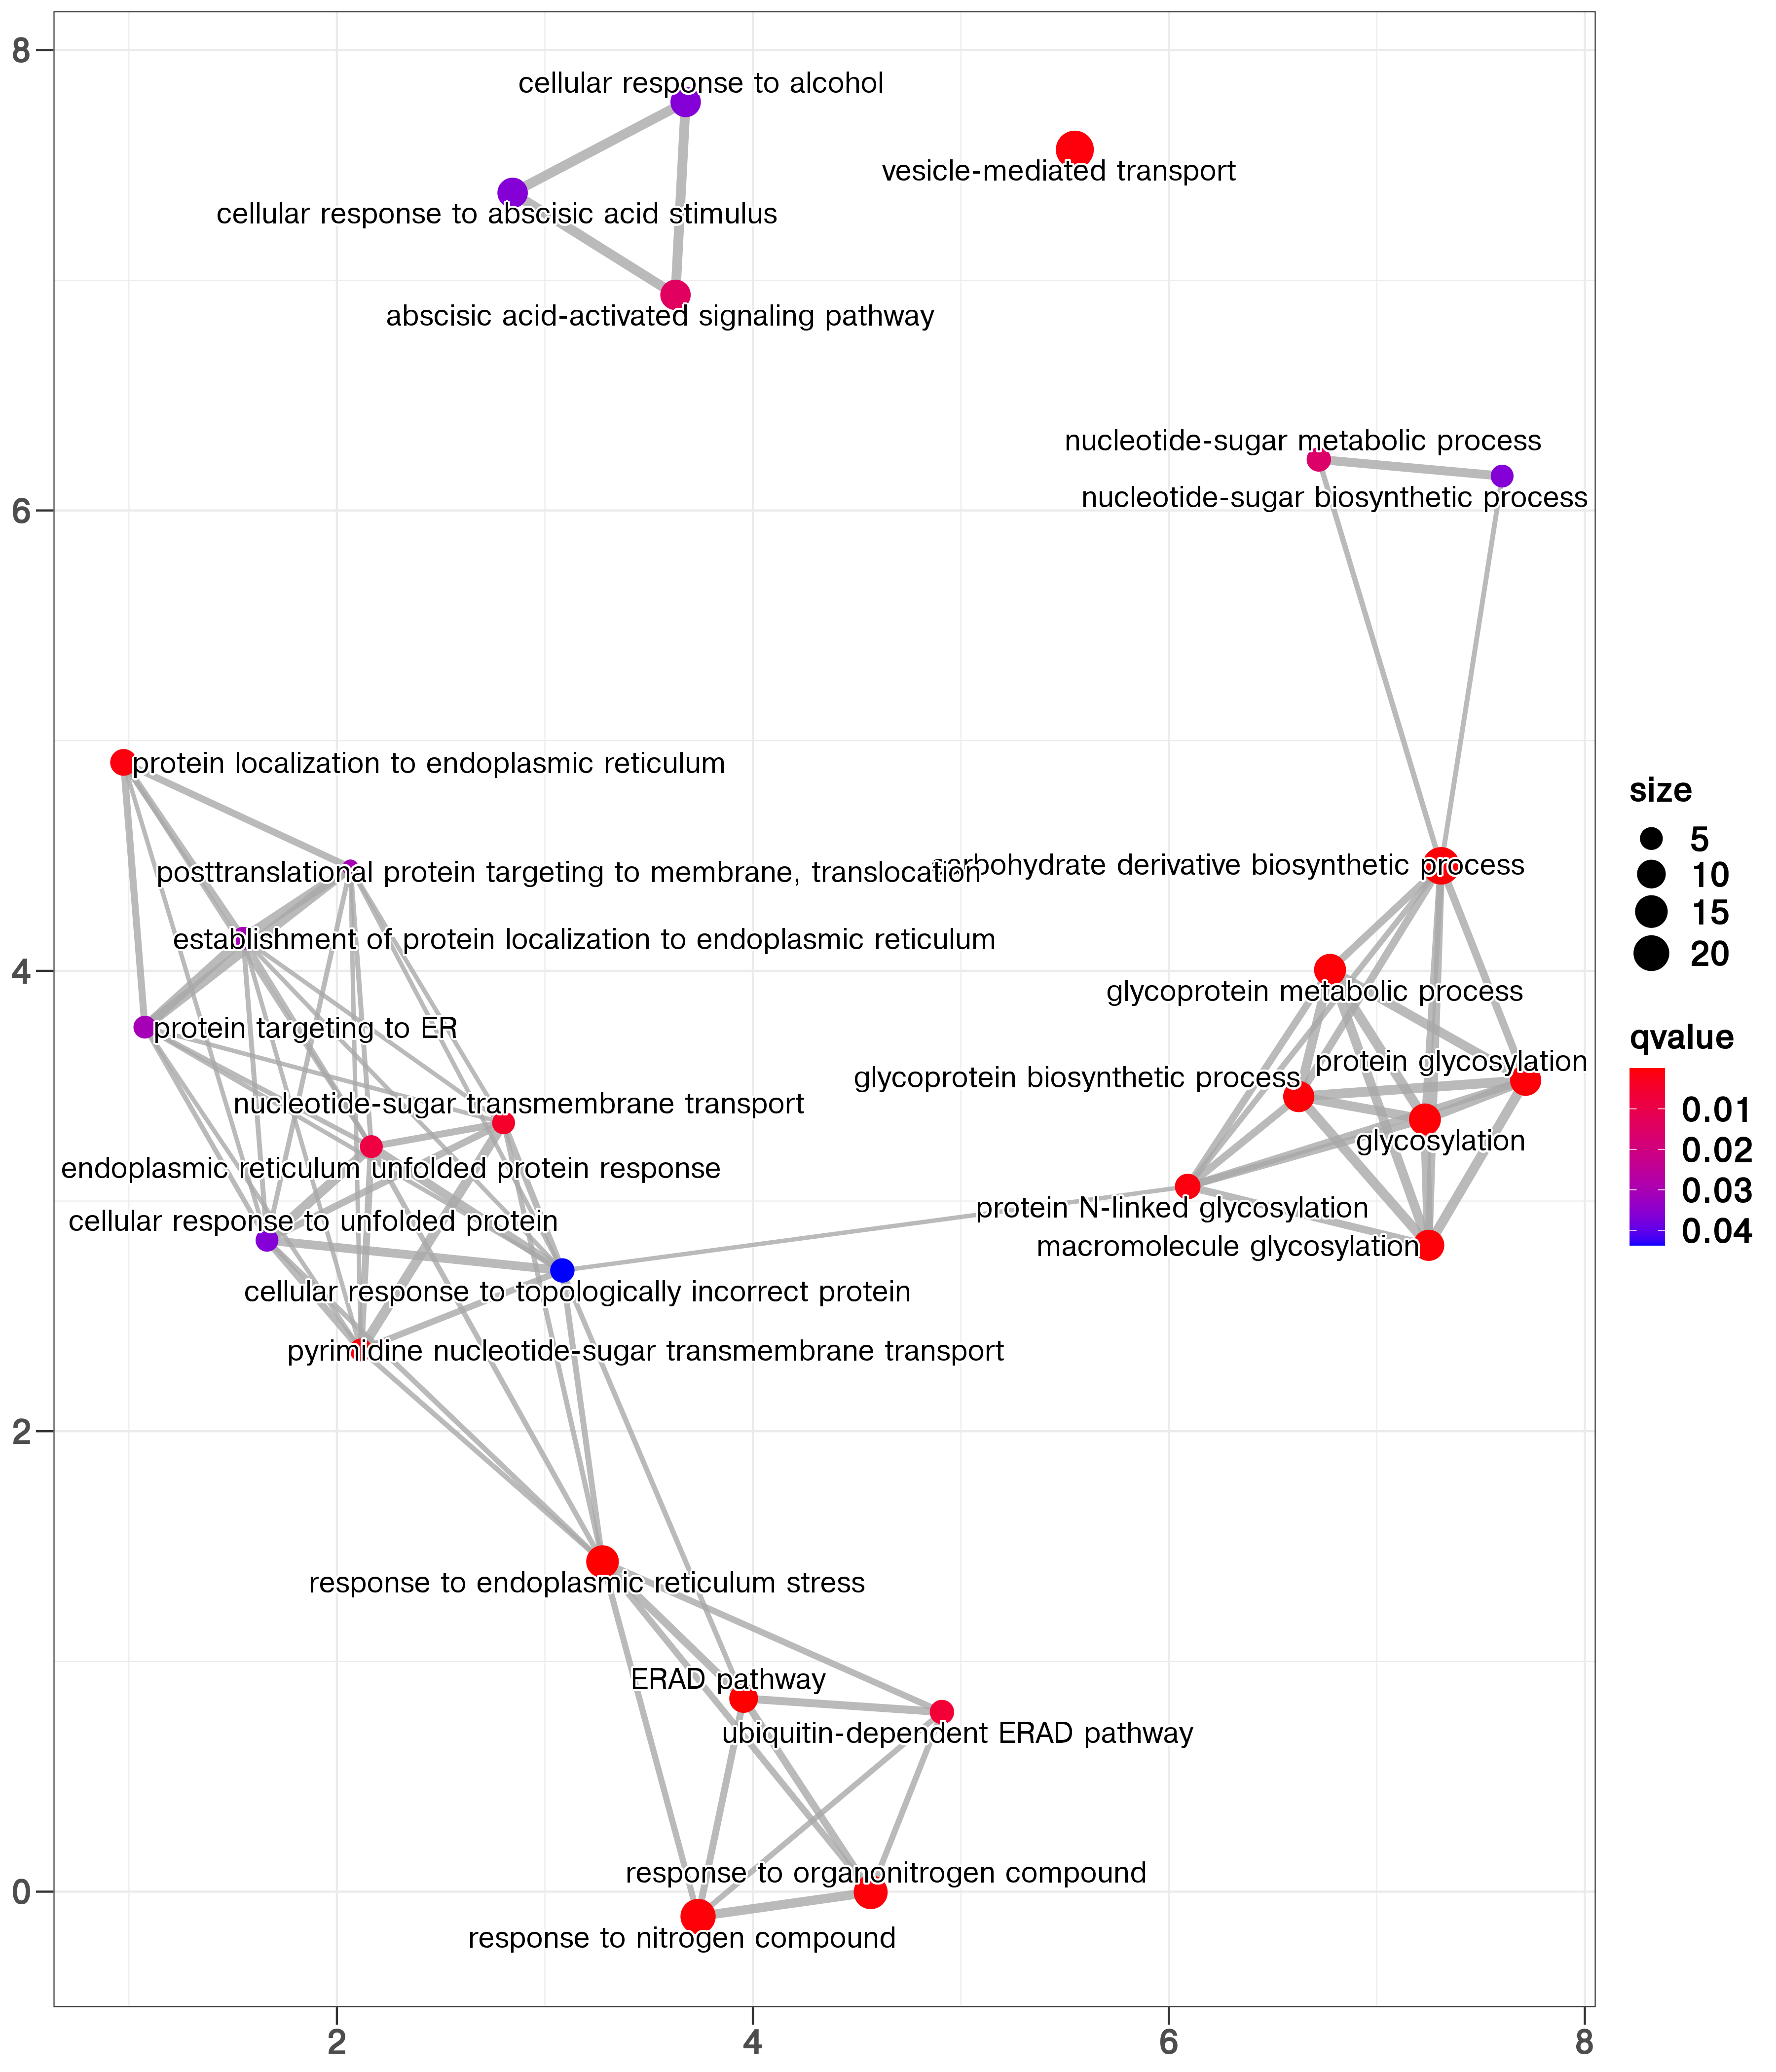 8
cellular response to alcohol
vesicle-mediated transport
cellular response to abscisic acid stimulus
abscisic acid-activated signaling pathway
nucleotide-sugar metabolic process
nucleotide-sugar biosynthetic process
6
protein localization to endoplasmic reticulum
carbohydrate derivative biosynthetic process
posttranslational protein targeting to membrane, translocation
establishment of protein localization to endoplasmic reticulum
4
glycoprotein metabolic process
protein targeting to ER
protein glycosylation
glycoprotein biosynthetic process
nucleotide-sugar transmembrane transport
glycosylation
endoplasmic reticulum unfolded protein response
protein N-linked glycosylation
cellular response to unfolded protein
macromolecule glycosylation
cellular response to topologically incorrect protein
pyrimidine nucleotide-sugar transmembrane transport
2
response to endoplasmic reticulum stress
ERAD pathway
ubiquitin-dependent ERAD pathway
response to organonitrogen compound
0
response to nitrogen compound
2 4 6 8
size
5
10
15
20
qvalue
0.01
0.02
0.03
0.04